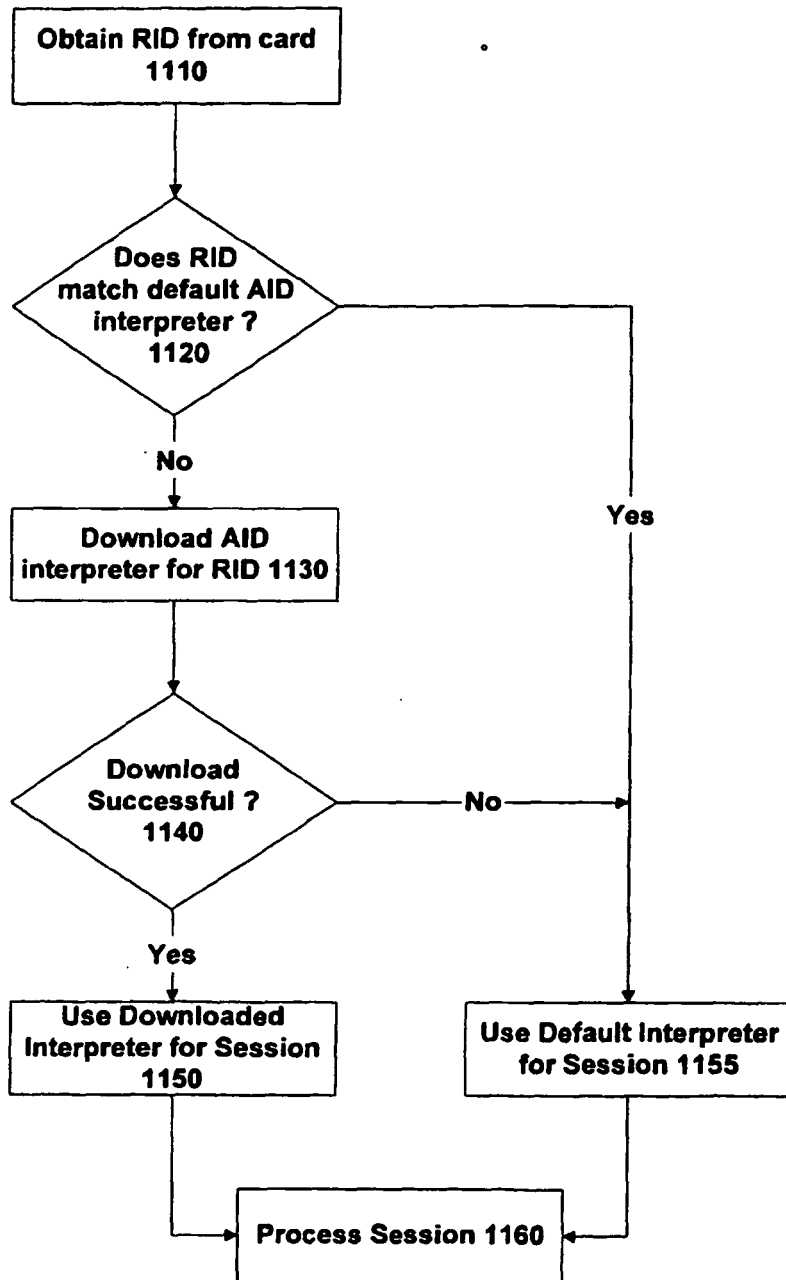 Obtain RID from card
1110
Does RID
match default AID
interpreter ?
1120
No
Yes
Download AID
interpreter for RID 1130
Download
Successful ?
1140
No
Yes
Use Downloaded
Interpreter for Session
1150
Use Default Interpreter
for Session 1155
Process Session 1160